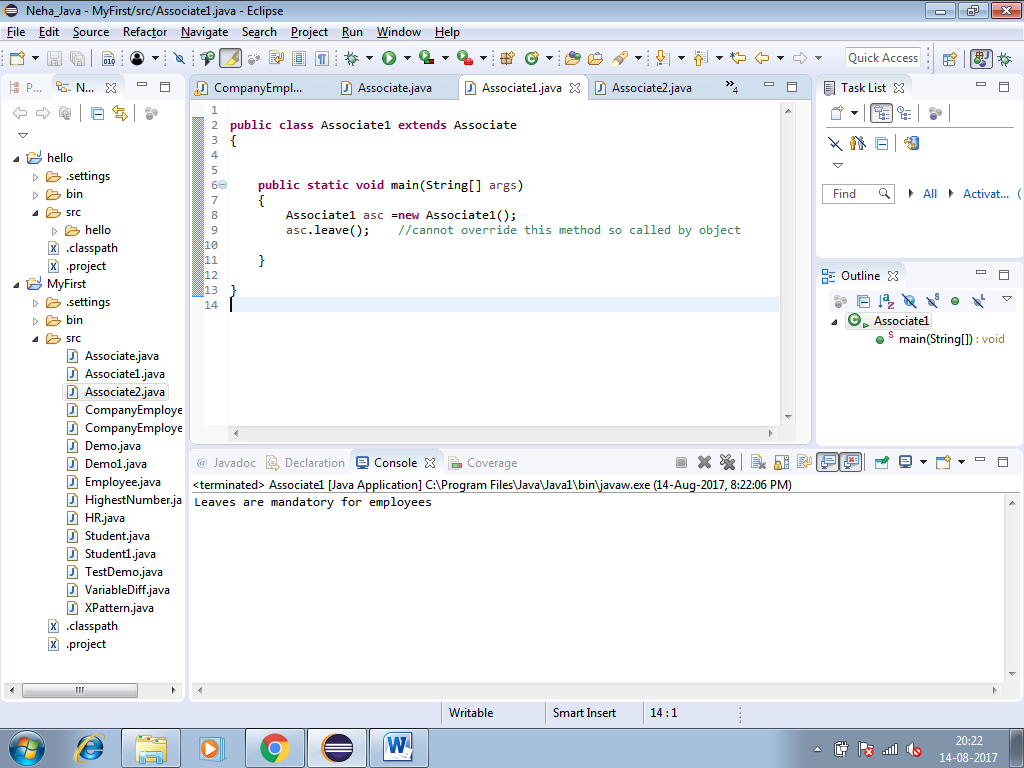 Neha_Java - MyFirst/src/Associate1.java - Eclipse
File Edit Source Refactor Navigate Search Project Run Window Help
Quick Access
P... N...
hello
.settings
bin
src
hello
.classpath
.project
MyFirst
.settings
bin
src
Associate.java
Associate1.java
Associate2.java
CompanyEmploye
CompanyEmploye
Demo.java
Demo1.java
Employee.java
HighestNumber.ja
HR.java
Student.java
Student1.java
TestDemo.java
VariableDiff.java
XPattern.java
.classpath
.project
CompanyEmpl... Associate.java Associate1.java Associate2.java »4
1
2 public class Associate1 extends Associate
3 {
4
5
6 public static void main(String[] args)
7 {
8 Associate1 asc =new Associate1();
9 asc.leave(); //cannot override this method so called by object
10
11 }
12
13 }
14
Task List
Find All Activat...
Outline
Associate1
main(String[]) : void
@ Javadoc Declaration Console Coverage
<terminated> Associate1 [Java Application] C:\Program Files\Java\Java1\bin\javaw.exe (14-Aug-2017, 8:22:06 PM)
Leaves are mandatory for employees
Writable Smart Insert 14 : 1
20:22
14-08-2017